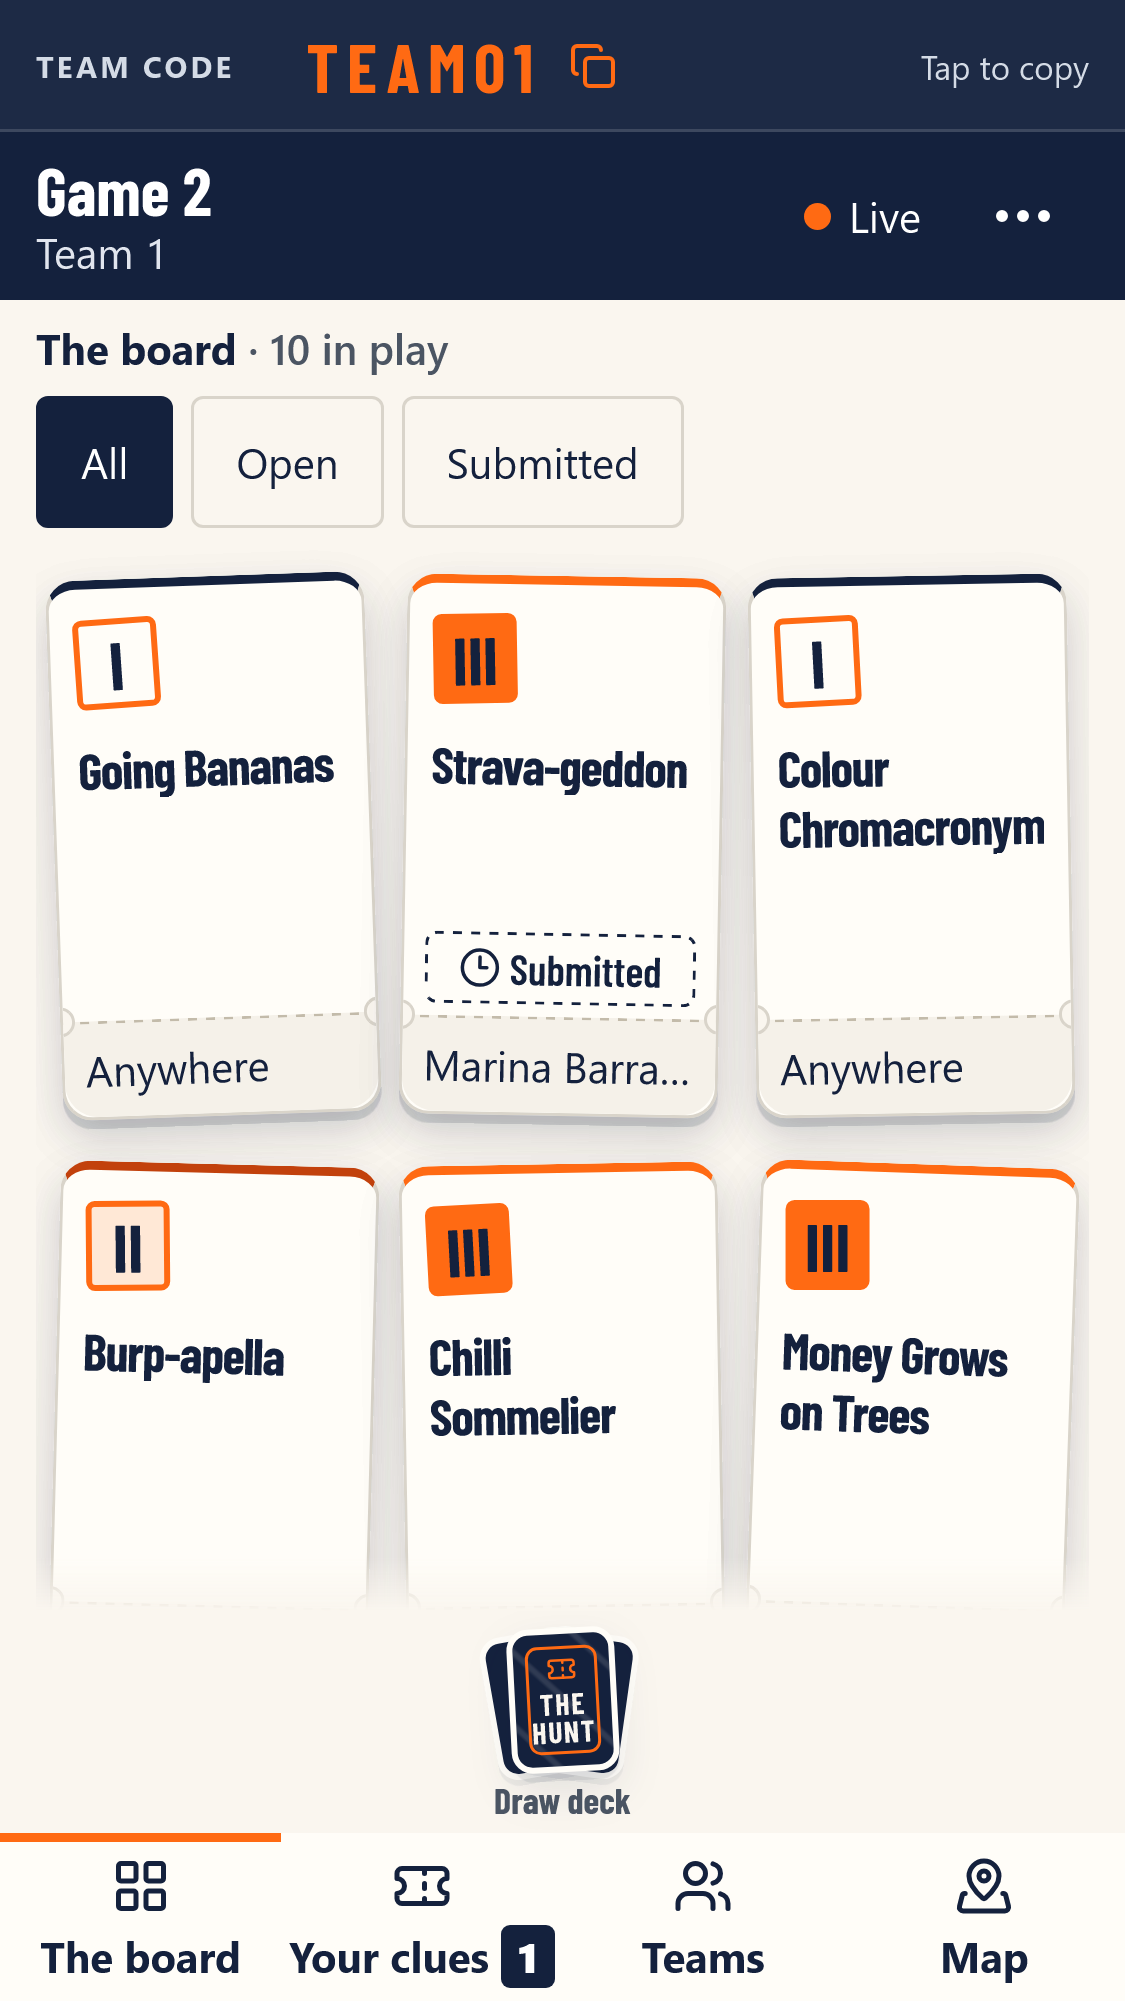 TEAM CODE
TEAM01
Tap to copy
Game 2
Team 1
Live
The board · 10 in play
All
Open
Submitted
I
Going Bananas
Anywhere
III
Strava-geddon
Submitted
Marina Barra...
I
Colour
Chromacronym
Anywhere
II
Burp-apella
III
Chilli
Sommelier
III
Money Grows
on Trees
THE
HUNT
Draw deck
The board
Your clues 1
Teams
Map